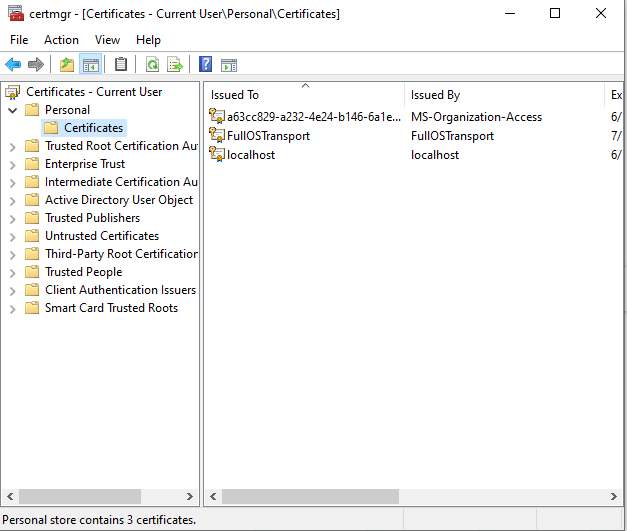 certmgr - [Certificates - Current User\Personal\Certificates]
File Action View Help
Certificates - Current User
Personal
Certificates
Trusted Root Certification Au
Enterprise Trust
Intermediate Certification Au
Active Directory User Object
Trusted Publishers
Untrusted Certificates
Third-Party Root Certification
Trusted People
Client Authentication Issuers
Smart Card Trusted Roots
Issued To Issued By Ex
a63cc829-a232-4e24-b146-6a1e... MS-Organization-Access 6/
FullOSTransport FullOSTransport 7/
localhost localhost 6/
Personal store contains 3 certificates.